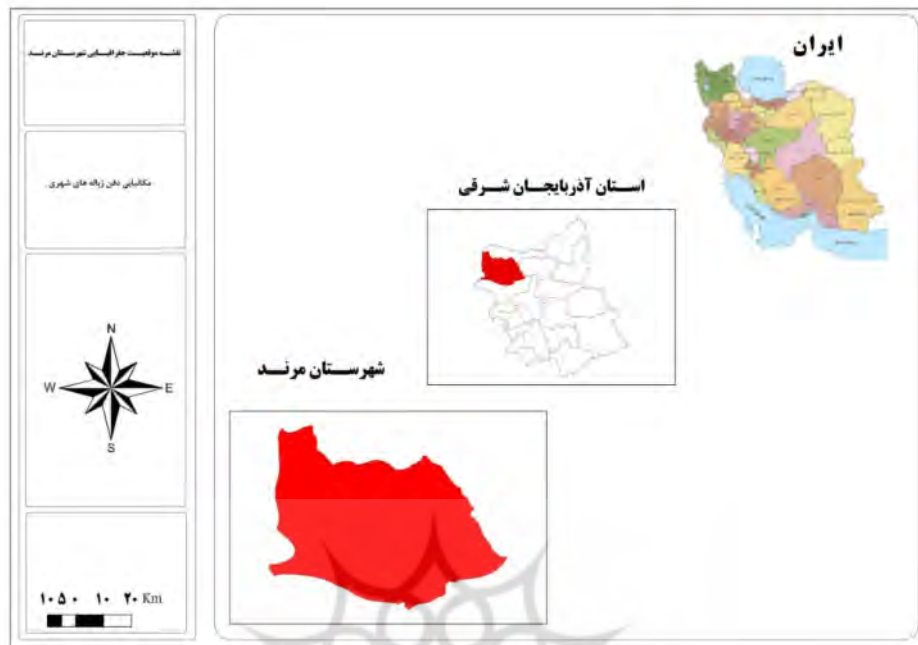 نقشه موقعیت جغرافیایی شهرستان مرند
مکانیابی دفن زباله های شهری
N
W E
S
۱۰ ۵ ۰ ۱۰ ۲۰ Km
ایران
استان آذربایجان شرقی
شهرستان مرند